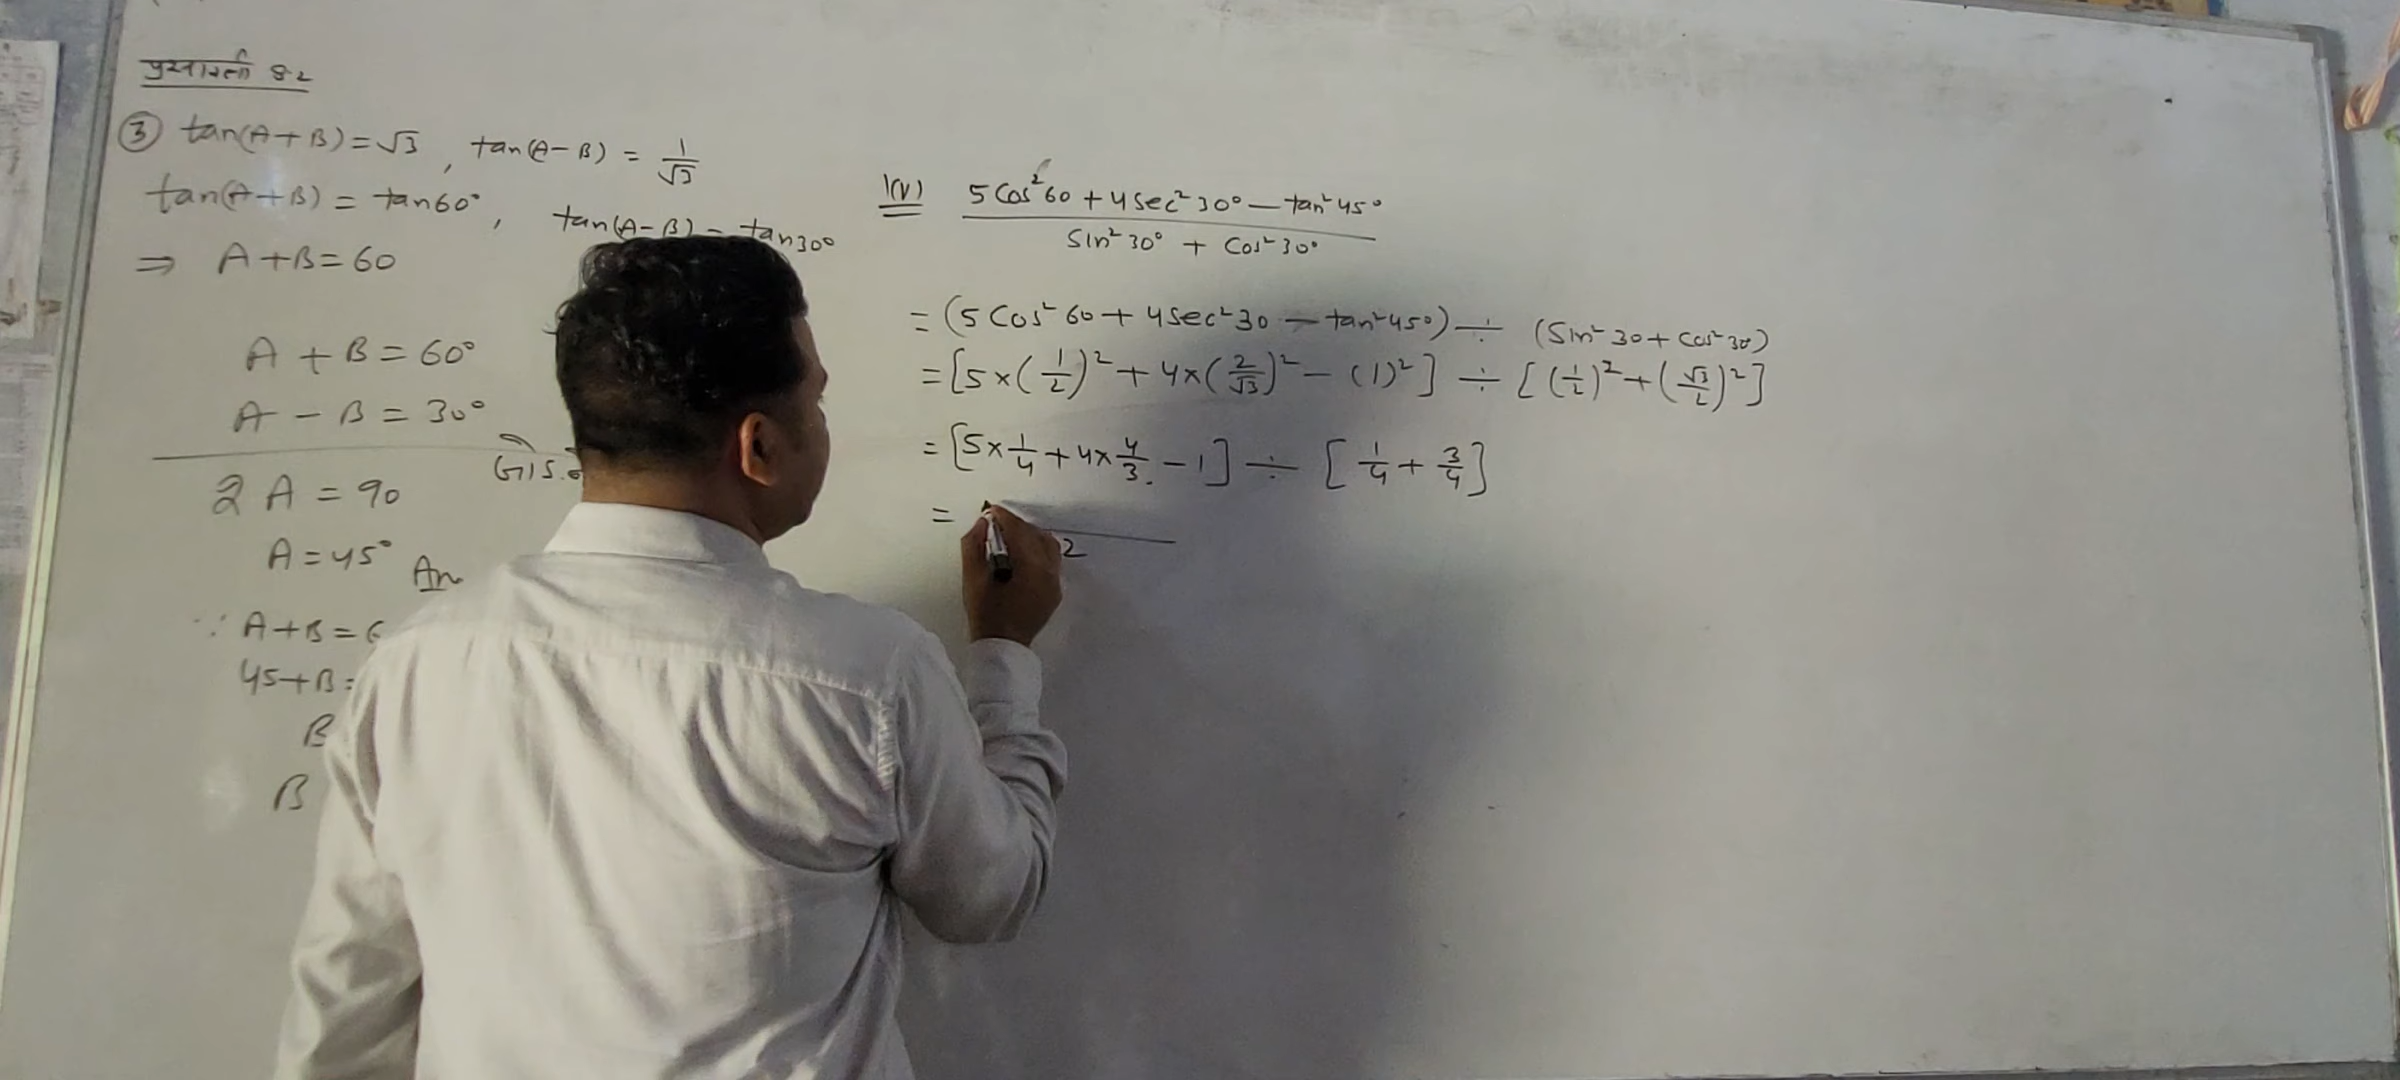 प्रश्नावली 8.2
③ tan(A+B)=√3 , tan(A-B) = 1/√3
tan(A+B) = tan60° , tan(A-B) = tan30°
⇒ A+B=60
A + B = 60°
A - B = 30°
2A = 90
A = 45° An
∵ A+B=6
45+B=
B
B
1(V) 5Cos²60 + 4Sec²30° - tan²45° / Sin²30° + Cos²30°
= (5Cos²60 + 4Sec²30 - tan²45°) ÷ (Sin²30 + Cos²30)
= [5×(1/2)² + 4×(2/√3)² - (1)²] ÷ [(1/2)² + (√3/2)²]
= [5×1/4 + 4×4/3 - 1] ÷ [1/4 + 3/4]
= 2